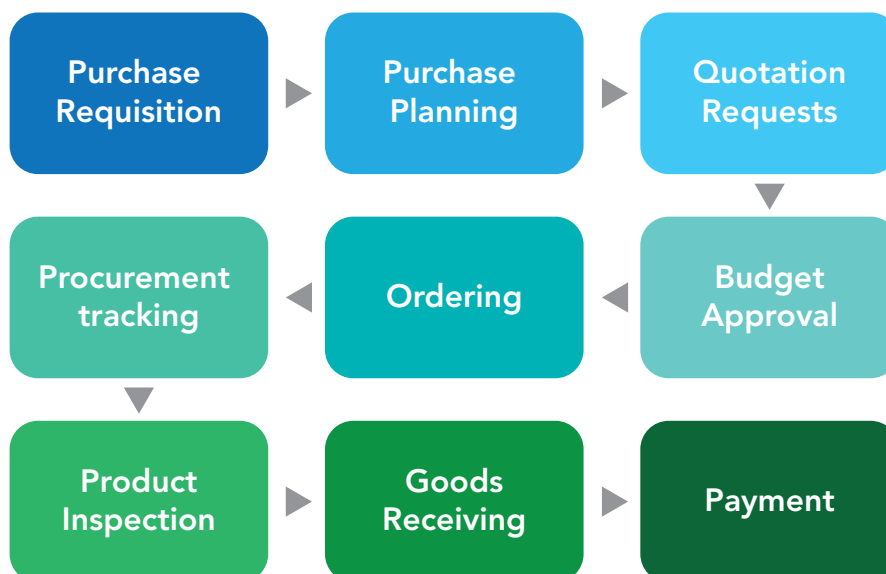 Purchase
Requisition
Purchase
Planning
Quotation
Requests
Budget
Approval
Ordering
Procurement
tracking
Product
Inspection
Goods
Receiving
Payment